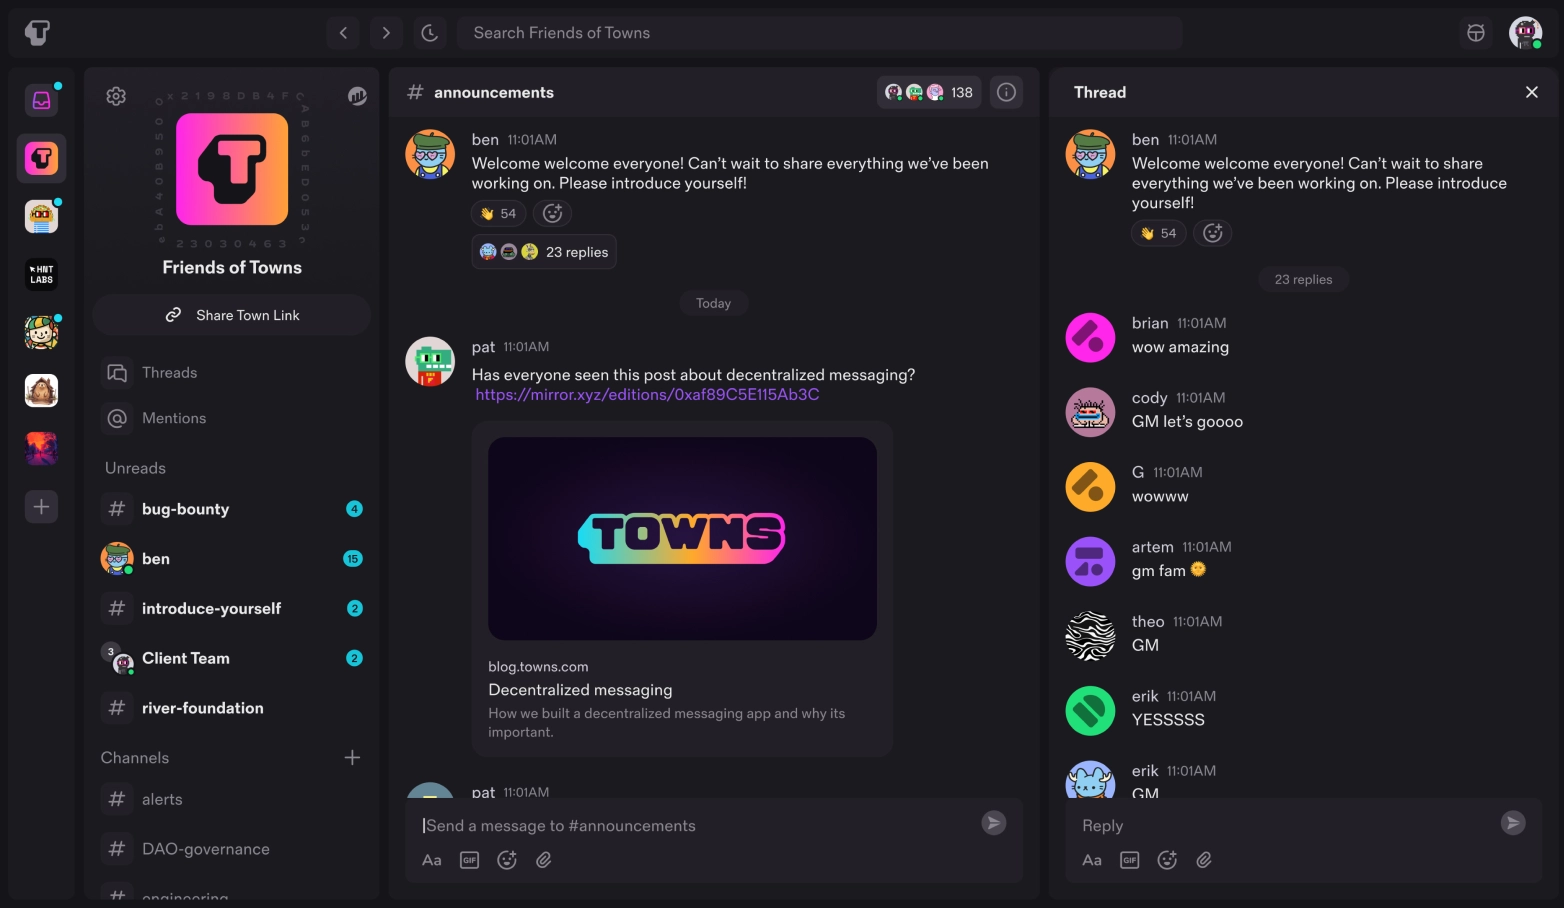 Search Friends of Towns
HNT
LABS
Friends of Towns
Share Town Link
Threads
Mentions
Unreads
# bug-bounty 4
ben 15
# introduce-yourself 2
3 Client Team 2
# river-foundation
Channels
# alerts
# DAO-governance
# engineering
# announcements
138
ben 11:01AM
Welcome welcome everyone! Can’t wait to share everything we’ve been
working on. Please introduce yourself!
👋 54
23 replies
Today
pat 11:01AM
Has everyone seen this post about decentralized messaging?
https://mirror.xyz/editions/0xaf89C5E115Ab3C
TOWNS
blog.towns.com
Decentralized messaging
How we built a decentralized messaging app and why its
important.
pat 11:01AM
Send a message to #announcements
Aa GIF
Thread
ben 11:01AM
Welcome welcome everyone! Can’t wait to share
everything we’ve been working on. Please introduce
yourself!
👋 54
23 replies
brian 11:01AM
wow amazing
cody 11:01AM
GM let’s goooo
G 11:01AM
wowww
artem 11:01AM
gm fam 🌞
theo 11:01AM
GM
erik 11:01AM
YESSSSS
erik 11:01AM
GM
Reply
Aa GIF